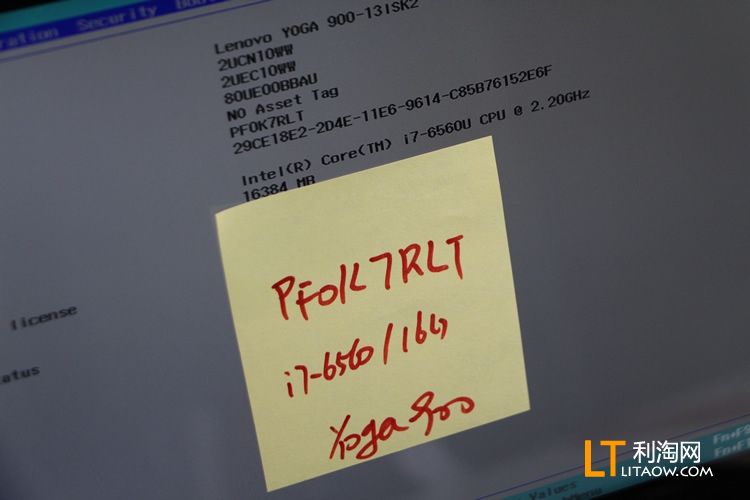 Security
Lenovo YOGA 900-13ISK2
2UCN10WW
2UEC10WW
80UE00BBAU
NO Asset Tag
PF0K7RLT
29CE18E2-2D4E-11E6-9614-C85B76152E6F
Intel(R) Core(TM) i7-6560U CPU @ 2.20GHz
16384 MB
PF0K7RLT
i7-6560/16G
Yoga 900
license
LT 利淘网
LITAOW.COM
Values